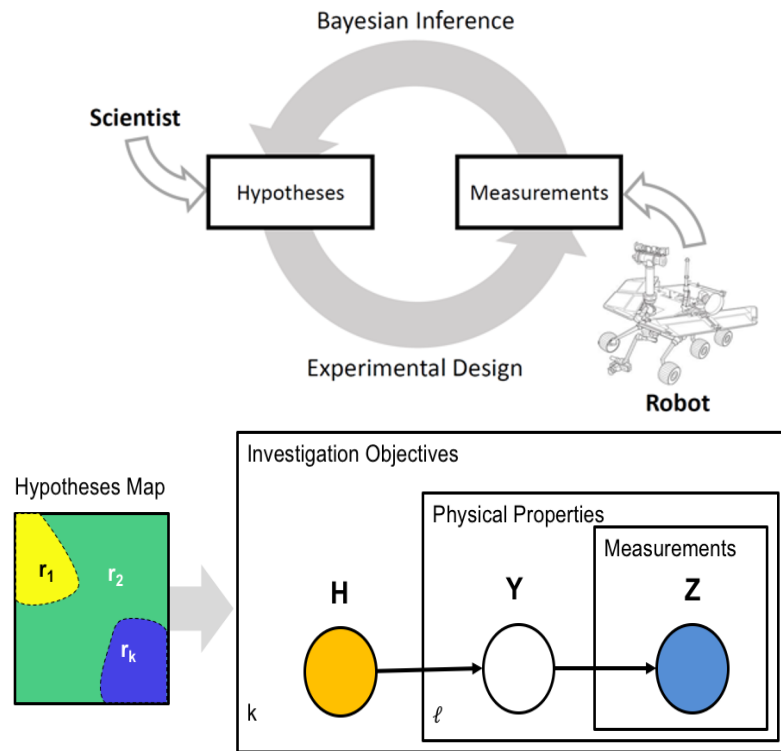 Bayesian Inference
Scientist
Hypotheses
Measurements
Experimental Design
Robot
Hypotheses Map
r1
r2
rk
Investigation Objectives
Physical Properties
Measurements
H
Y
Z
k
ℓ